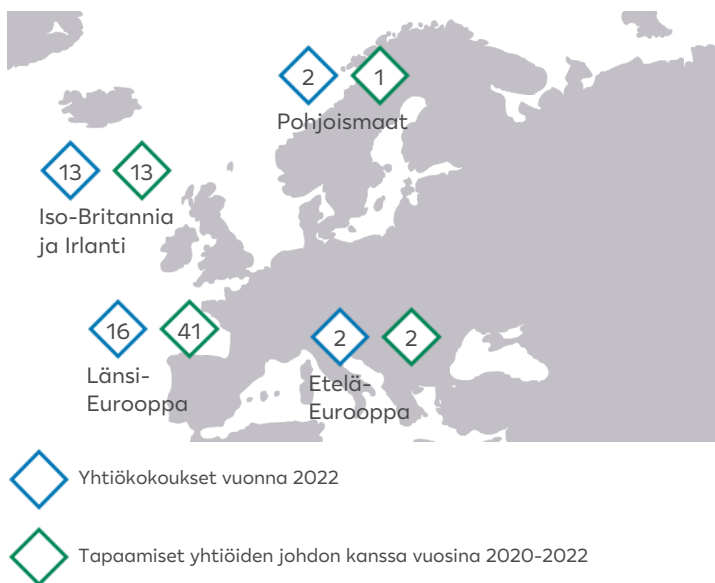 2 1
Pohjoismaat
13 13
Iso-Britannia
ja Irlanti
16 41
Länsi-
Eurooppa
2 2
Etelä-
Eurooppa
Yhtiökokoukset vuonna 2022
Tapaamiset yhtiöiden johdon kanssa vuosina 2020-2022